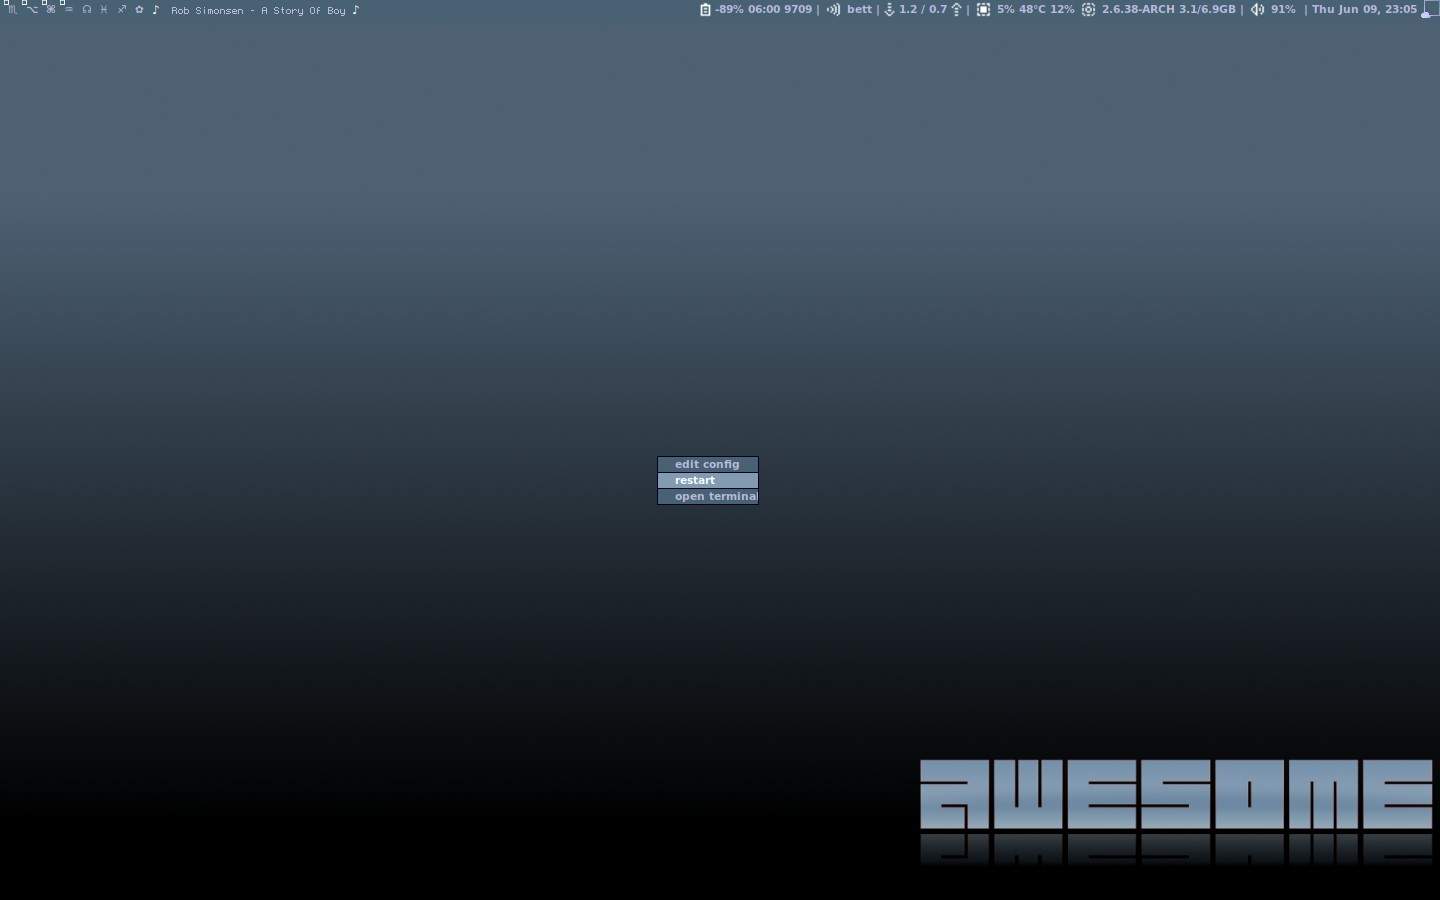 ♏ ⌥ ⌘ ♒ ☊ ♓ ♐ ✿ ♪ Rob Simonsen - A Story Of Boy ♪ -89% 06:00 9709 | bett | 1.2 / 0.7 | 5% 48°C 12% 2.6.38-ARCH 3.1/6.9GB | 91% | Thu Jun 09, 23:05
edit config
restart
open terminal
AWESOME